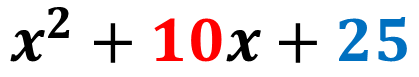 x² + 10x + 25